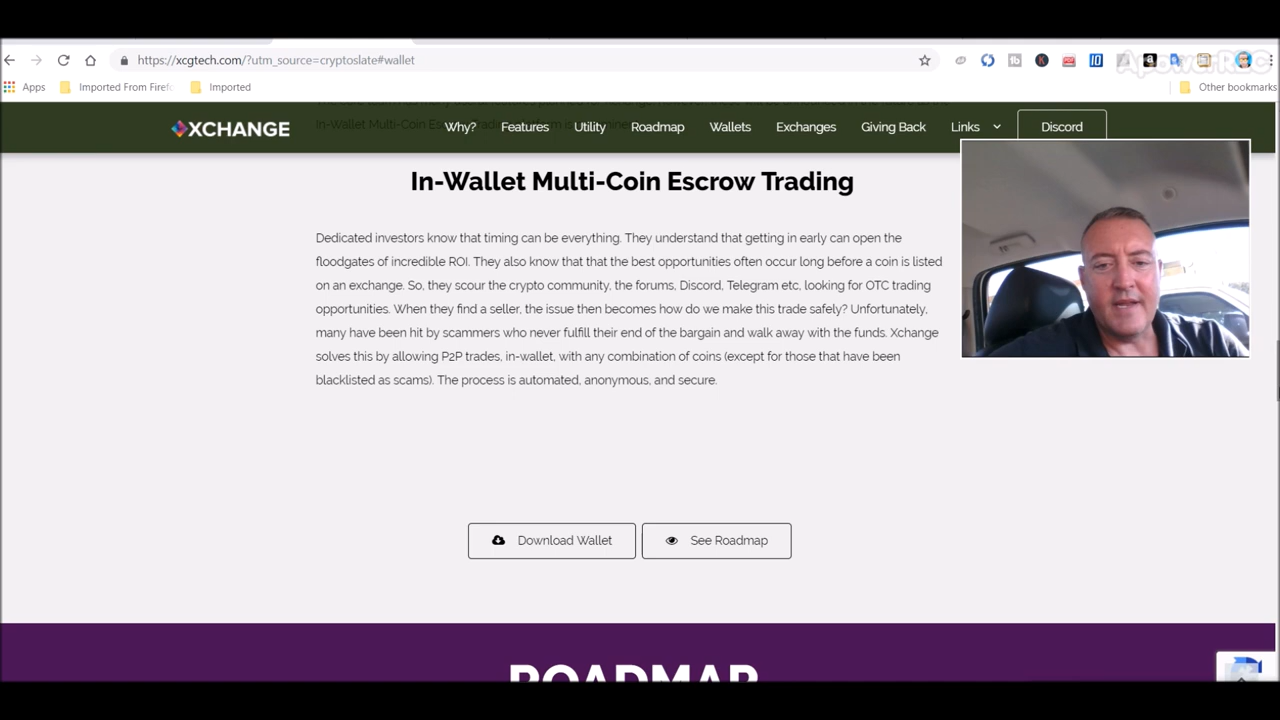 ApowerREC
https://xcgtech.com/?utm_source=cryptoslate#wallet
Apps Imported From Firef Imported Other bookmarks
XCHANGE Why? Features Utility Roadmap Wallets Exchanges Giving Back Links Discord
In-Wallet Multi-Coin Escrow Trading
Dedicated investors know that timing can be everything. They understand that getting in early can open the
floodgates of incredible ROI. They also know that that the best opportunities often occur long before a coin is listed
on an exchange. So, they scour the crypto community, the forums, Discord, Telegram etc, looking for OTC trading
opportunities. When they find a seller, the issue then becomes how do we make this trade safely? Unfortunately,
many have been hit by scammers who never fulfill their end of the bargain and walk away with the funds. Xchange
solves this by allowing P2P trades, in-wallet, with any combination of coins (except for those that have been
blacklisted as scams). The process is automated, anonymous, and secure.
Download Wallet See Roadmap
ROADMAP